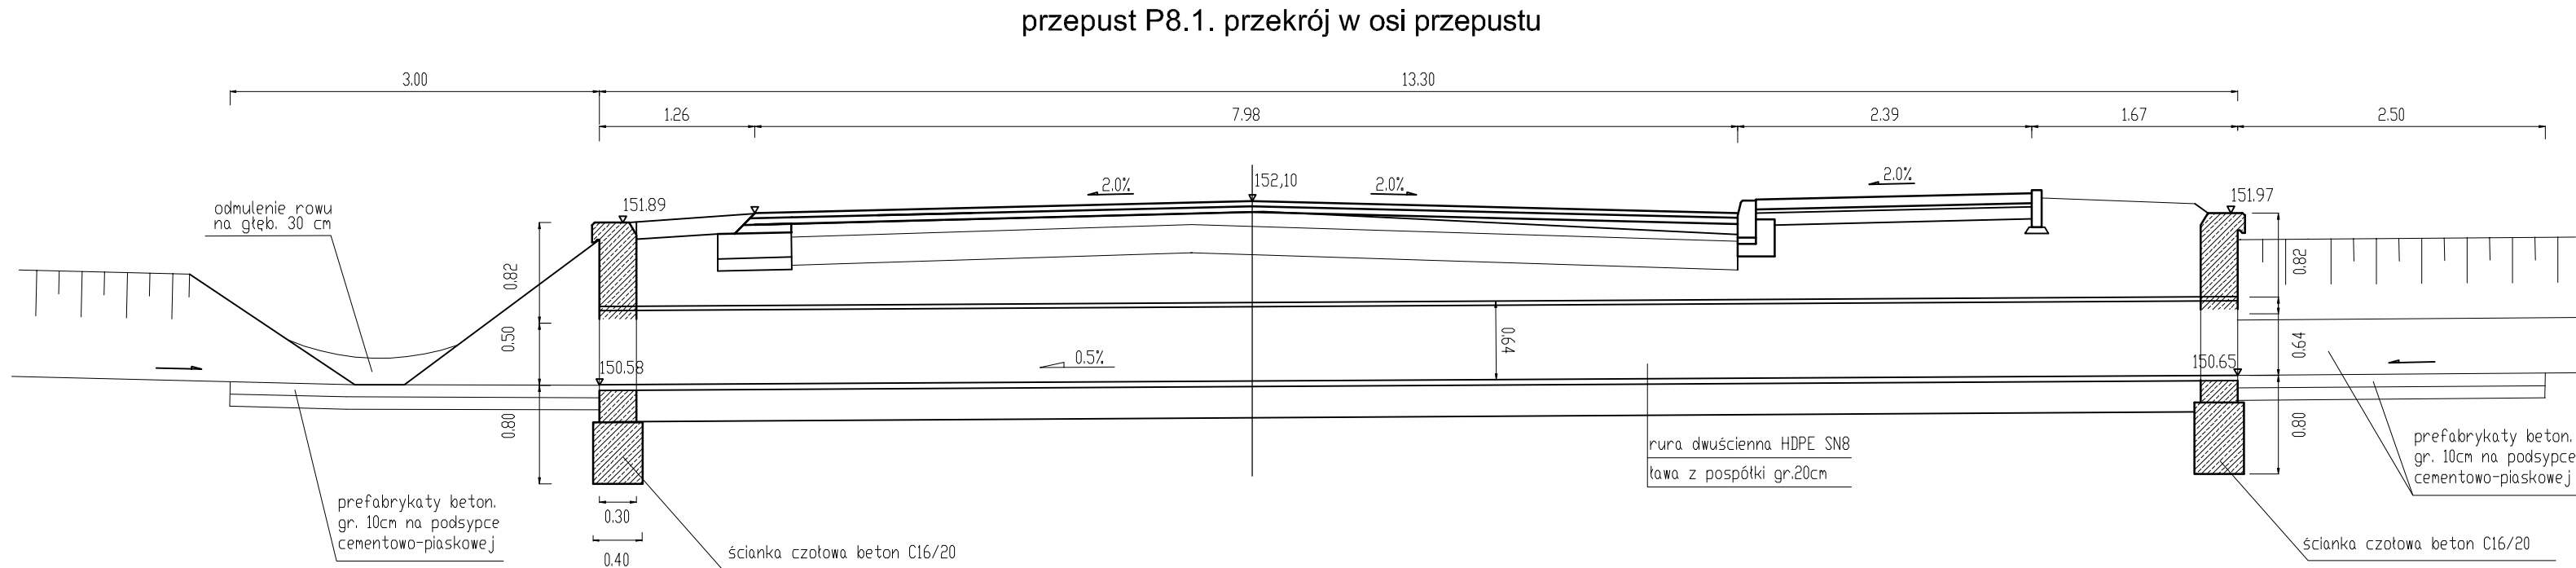 przepust P8.1. przekrój w osi przepustu
3.00
13.30
1.26
7.98
2.39
1.67
2.50
2.0%
152,10
2.0%
2.0%
odmulenie rowu
na głęb. 30 cm
151.89
151.97
0.82
0.82
0.50
0.64
0.64
150.58
0.5%
150.65
0.80
0.80
rura dwuścienna HDPE SN8
ława z pospółki gr.20cm
prefabrykaty beton.
gr. 10cm na podsypce
cementowo-piaskowej
prefabrykaty beton.
gr. 10cm na podsypce
cementowo-piaskowej
0.30
0.40
ścianka czołowa beton C16/20
ścianka czołowa beton C16/20